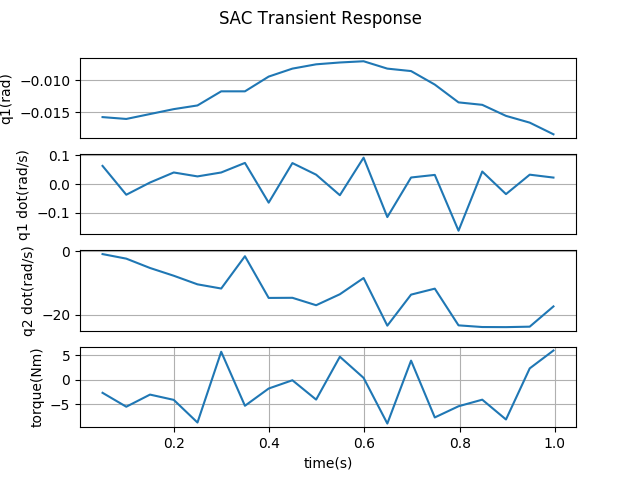 SAC Transient Response
q1(rad)
−0.010
−0.015
q1 dot(rad/s)
0.1
0.0
−0.1
q2 dot(rad/s)
0
−20
torque(Nm)
5
0
−5
0.2 0.4 0.6 0.8 1.0
time(s)